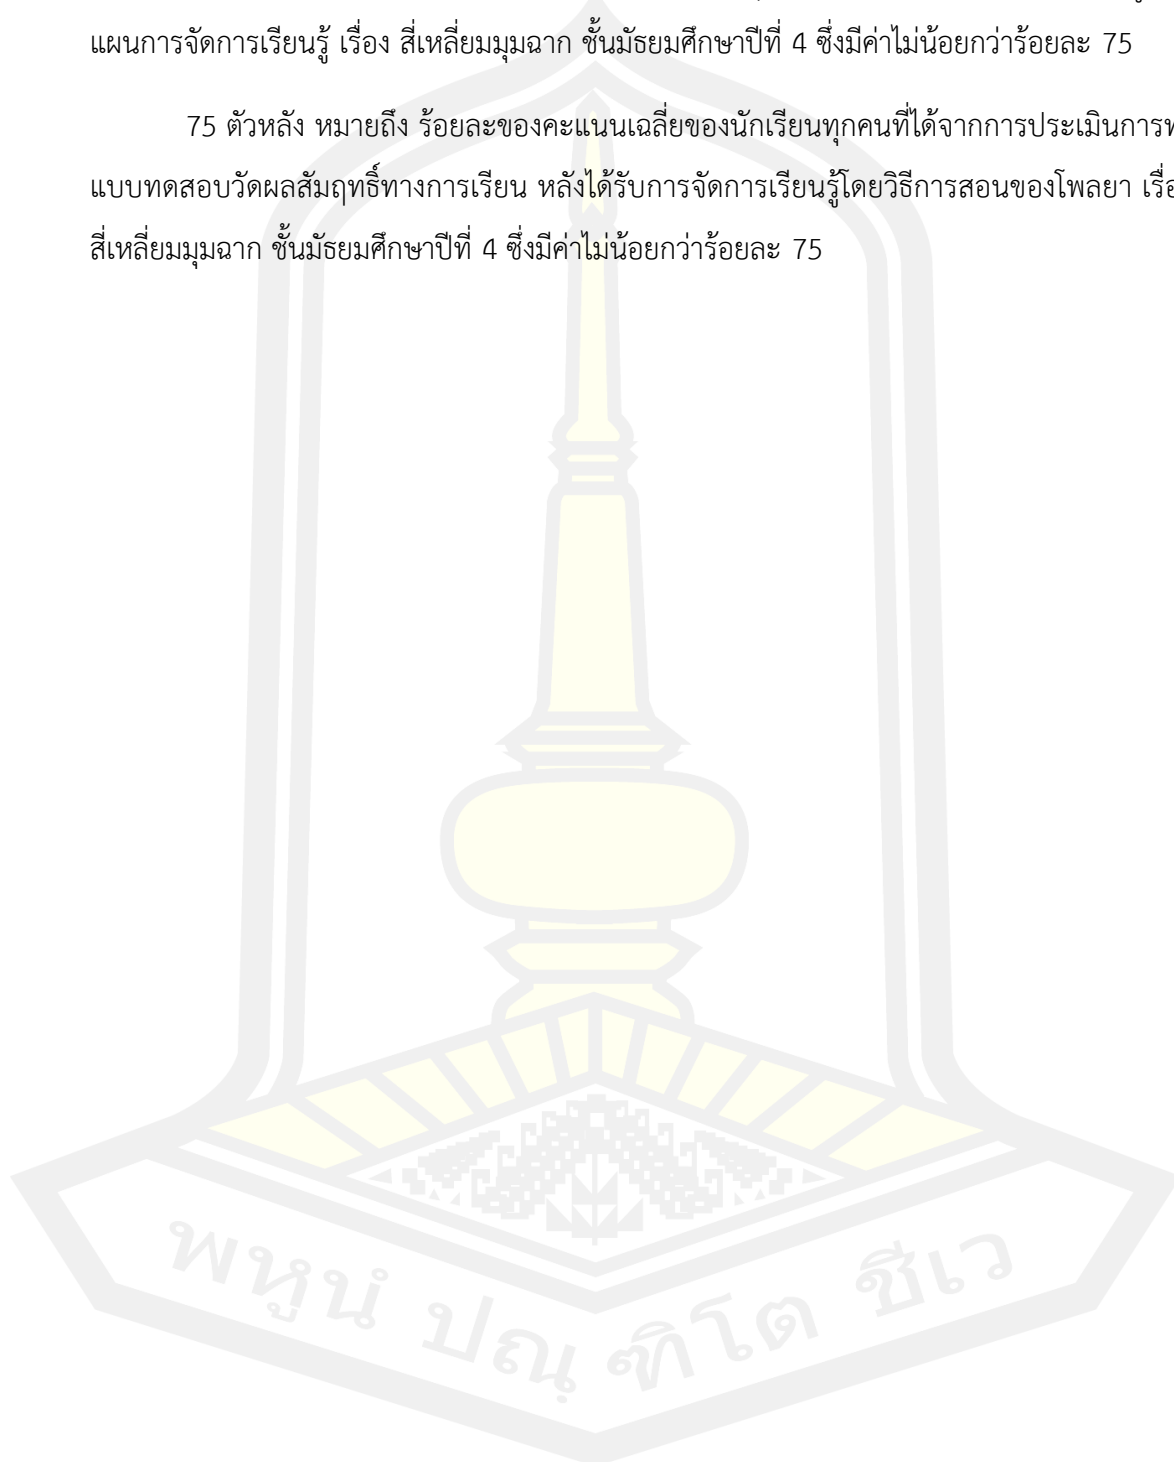 แผนการจัดการเรียนรู้ เรื่อง สี่เหลี่ยมมุมฉาก ชั้นมัธยมศึกษาปีที่ 4 ซึ่งมีค่าไม่น้อยกว่าร้อยละ 75
75 ตัวหลัง หมายถึง ร้อยละของคะแนนเฉลี่ยของนักเรียนทุกคนที่ได้จากการประเมินการ
แบบทดสอบวัดผลสัมฤทธิ์ทางการเรียน หลังได้รับการจัดการเรียนรู้โดยวิธีการสอนของโพลยา
สี่เหลี่ยมมุมฉาก ชั้นมัธยมศึกษาปีที่ 4 ซึ่งมีค่าไม่น้อยกว่าร้อยละ 75
พหูนํ ปณฺฑิโต ชีเว